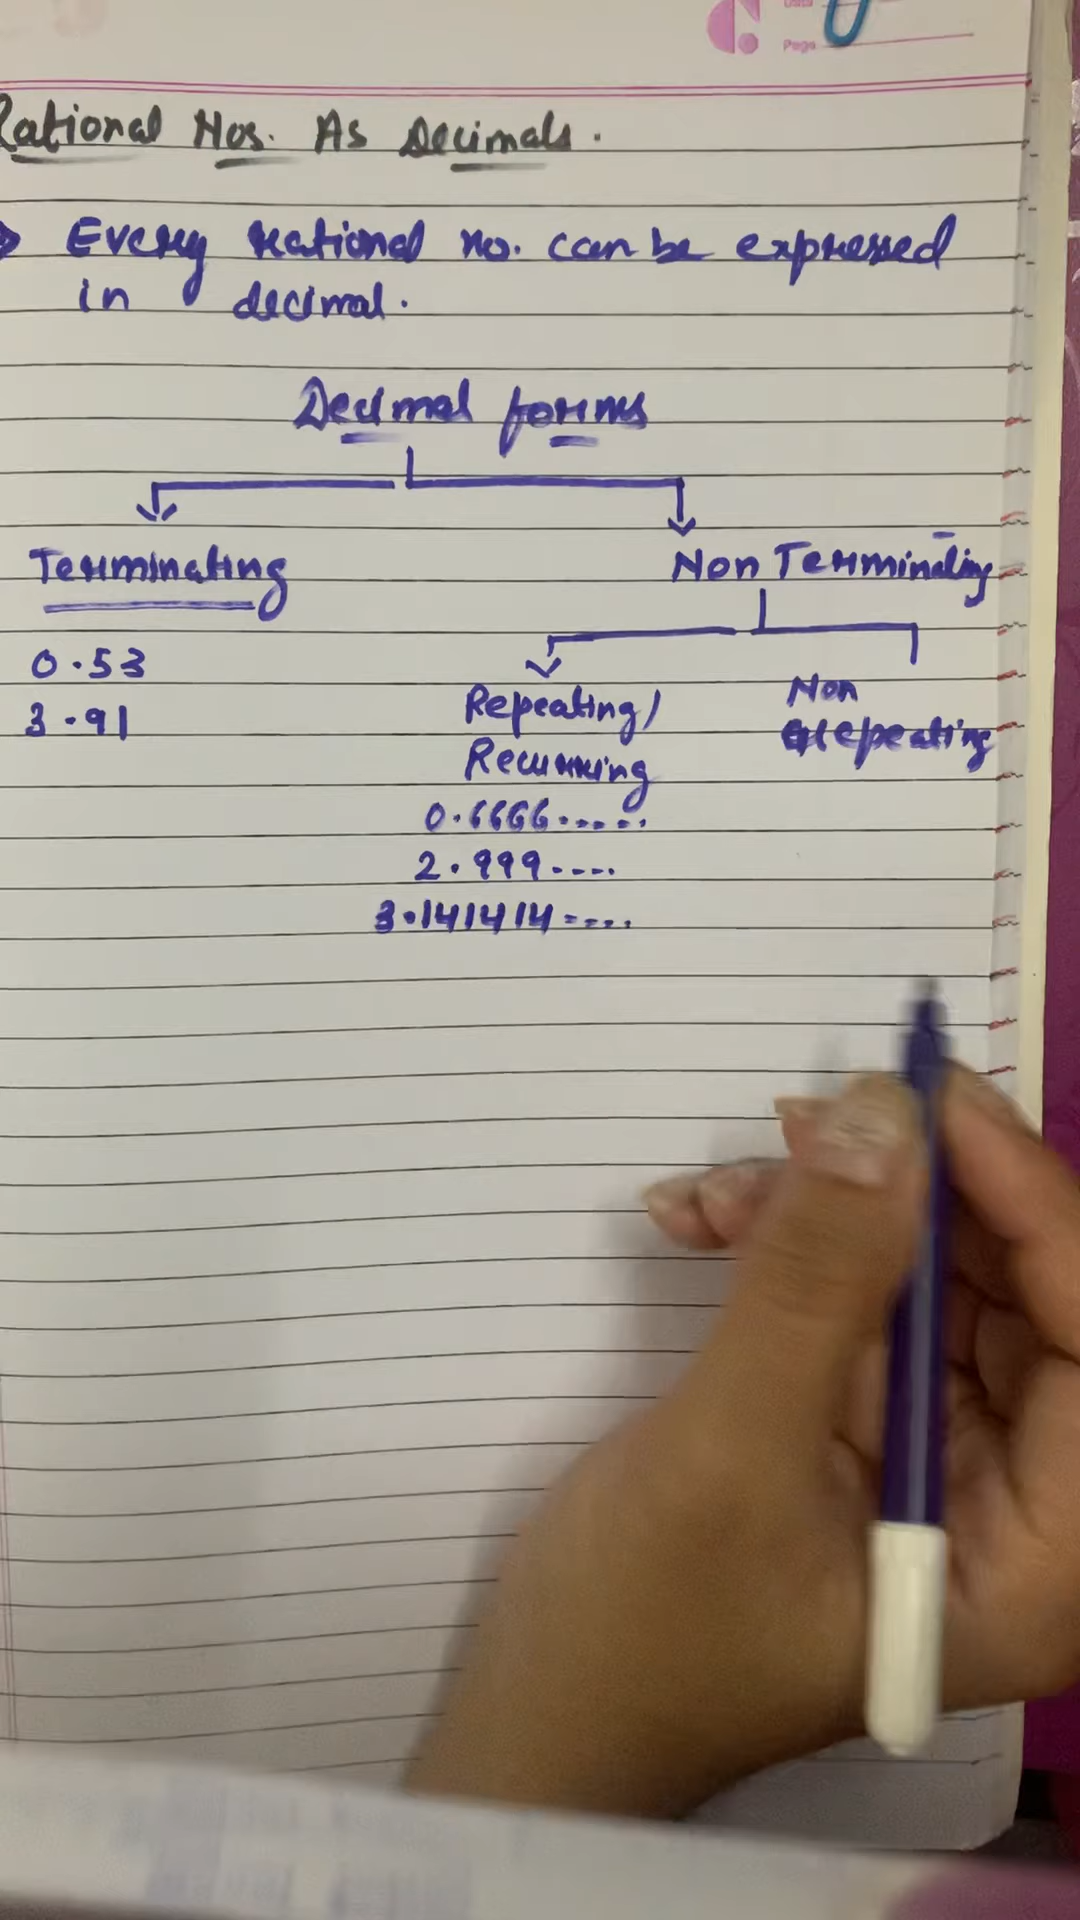 Page
Rational Nos. As Decimals.
Every rational no. can be expressed
in decimal.
Decimal forms
Terminating
Non Terminating
0.53
3.91
Repeating/
Recurring
Non
repeating
0.6666.....
2.999....
3.141414....